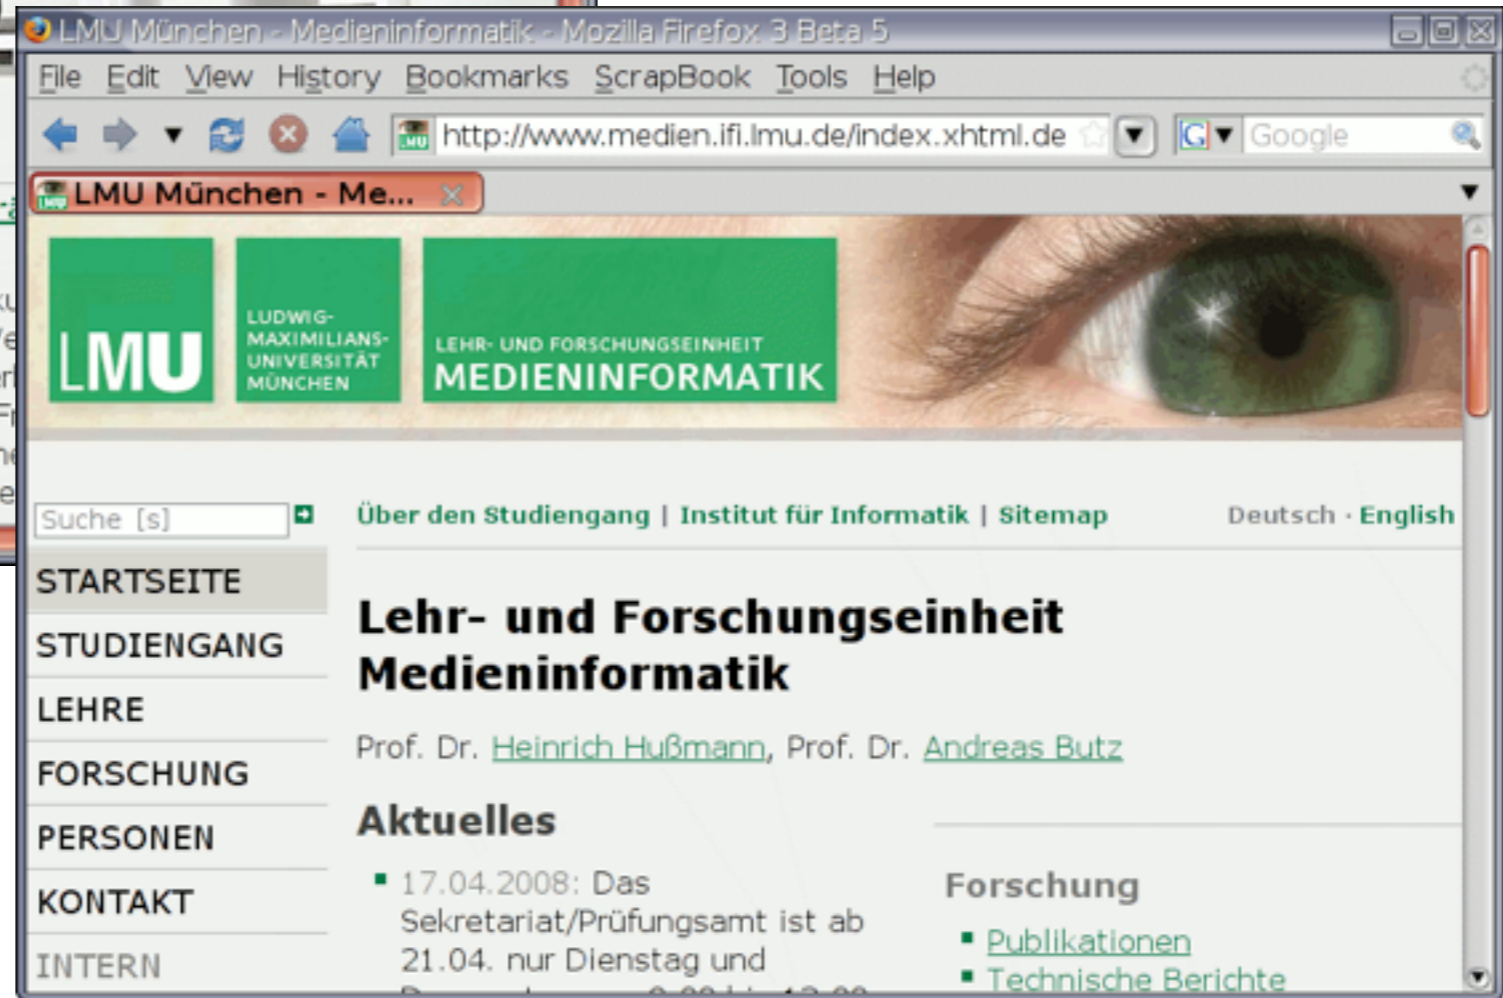 LMU München - Medieninformatik - Mozilla Firefox 3 Beta 5
File Edit View History Bookmarks ScrapBook Tools Help
http://www.medien.ifi.lmu.de/index.xhtml.de G Google
LMU München - Me...
LMU
LUDWIG-
MAXIMILIANS-
UNIVERSITÄT
MÜNCHEN
LEHR- UND FORSCHUNGSEINHEIT
MEDIENINFORMATIK
Suche [s]
Über den Studiengang | Institut für Informatik | Sitemap
Deutsch · English
STARTSEITE
STUDIENGANG
LEHRE
FORSCHUNG
PERSONEN
KONTAKT
INTERN
Lehr- und Forschungseinheit
Medieninformatik
Prof. Dr. Heinrich Hußmann, Prof. Dr. Andreas Butz
Aktuelles
17.04.2008: Das
Sekretariat/Prüfungsamt ist ab
21.04. nur Dienstag und
Forschung
Publikationen
Technische Berichte